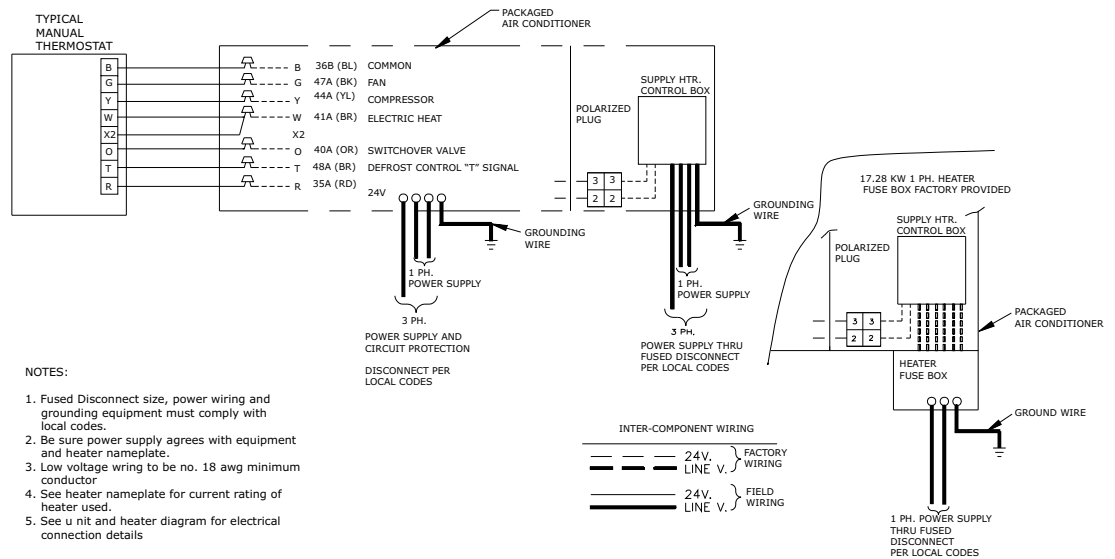 TYPICAL
MANUAL
THERMOSTAT
PACKAGED
AIR CONDITIONER
B
G
Y
W
X2
O
T
R
B 36B (BL) COMMON
G 47A (BK) FAN
Y 44A (YL) COMPRESSOR
W 41A (BR) ELECTRIC HEAT
X2
O 40A (OR) SWITCHOVER VALVE
T 48A (BR) DEFROST CONTROL “T” SIGNAL
R 35A (RD)
24V
GROUNDING
WIRE
1 PH.
POWER SUPPLY
3 PH.
POWER SUPPLY AND
CIRCUIT PROTECTION
DISCONNECT PER
LOCAL CODES
SUPPLY HTR.
CONTROL BOX
POLARIZED
PLUG
3 3
2 2
GROUNDING
WIRE
1 PH.
POWER SUPPLY
3 PH.
POWER SUPPLY THRU
FUSED DISCONNECT
PER LOCAL CODES
17.28 KW 1 PH. HEATER
FUSE BOX FACTORY PROVIDED
SUPPLY HTR.
CONTROL BOX
POLARIZED
PLUG
3 3
2 2
PACKAGED
AIR CONDITIONER
HEATER
FUSE BOX
GROUND WIRE
1 PH. POWER SUPPLY
THRU FUSED
DISCONNECT
PER LOCAL CODES
NOTES:
1. Fused Disconnect size, power wiring and
grounding equipment must comply with
local codes.
2. Be sure power supply agrees with equipment
and heater nameplate.
3. Low voltage wring to be no. 18 awg minimum
conductor
4. See heater nameplate for current rating of
heater used.
5. See u nit and heater diagram for electrical
connection details
INTER-COMPONENT WIRING
24V.
LINE V.
FACTORY
WIRING
24V.
LINE V.
FIELD
WIRING